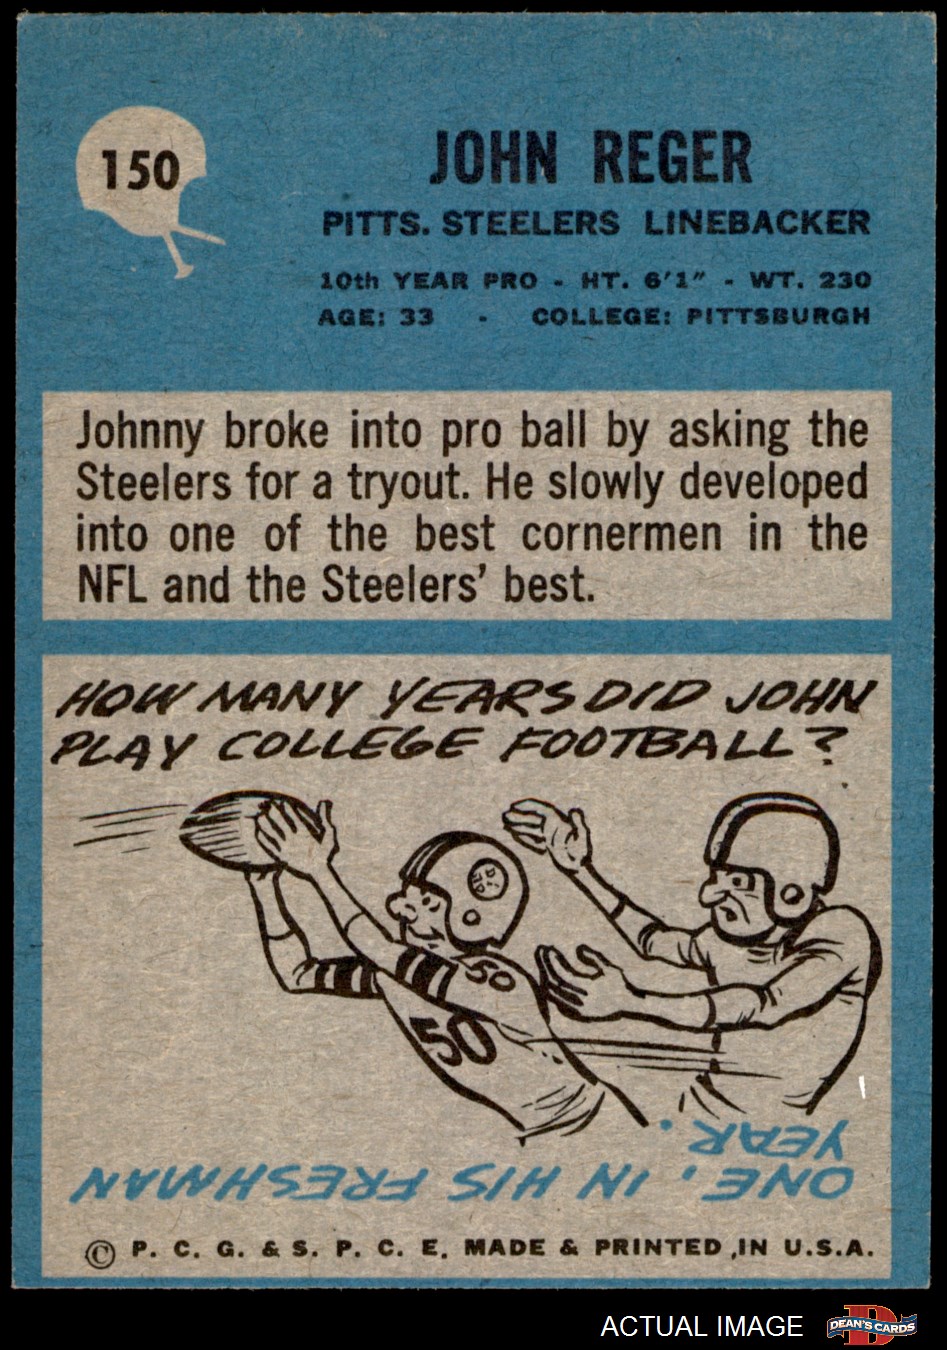 150
JOHN REGER
PITTS. STEELERS LINEBACKER
10th YEAR PRO - HT. 6'1" - WT. 230
AGE: 33 - COLLEGE: PITTSBURGH
Johnny broke into pro ball by asking the
Steelers for a tryout. He slowly developed
into one of the best cornermen in the
NFL and the Steelers' best.
HOW MANY YEARS DID JOHN
PLAY COLLEGE FOOTBALL?
50
50
ONE, IN HIS FRESHMAN
YEAR.
© P. C. G. & S. P. C. E. MADE & PRINTED ,IN U.S.A.
ACTUAL IMAGE
D
DEAN'S CARDS